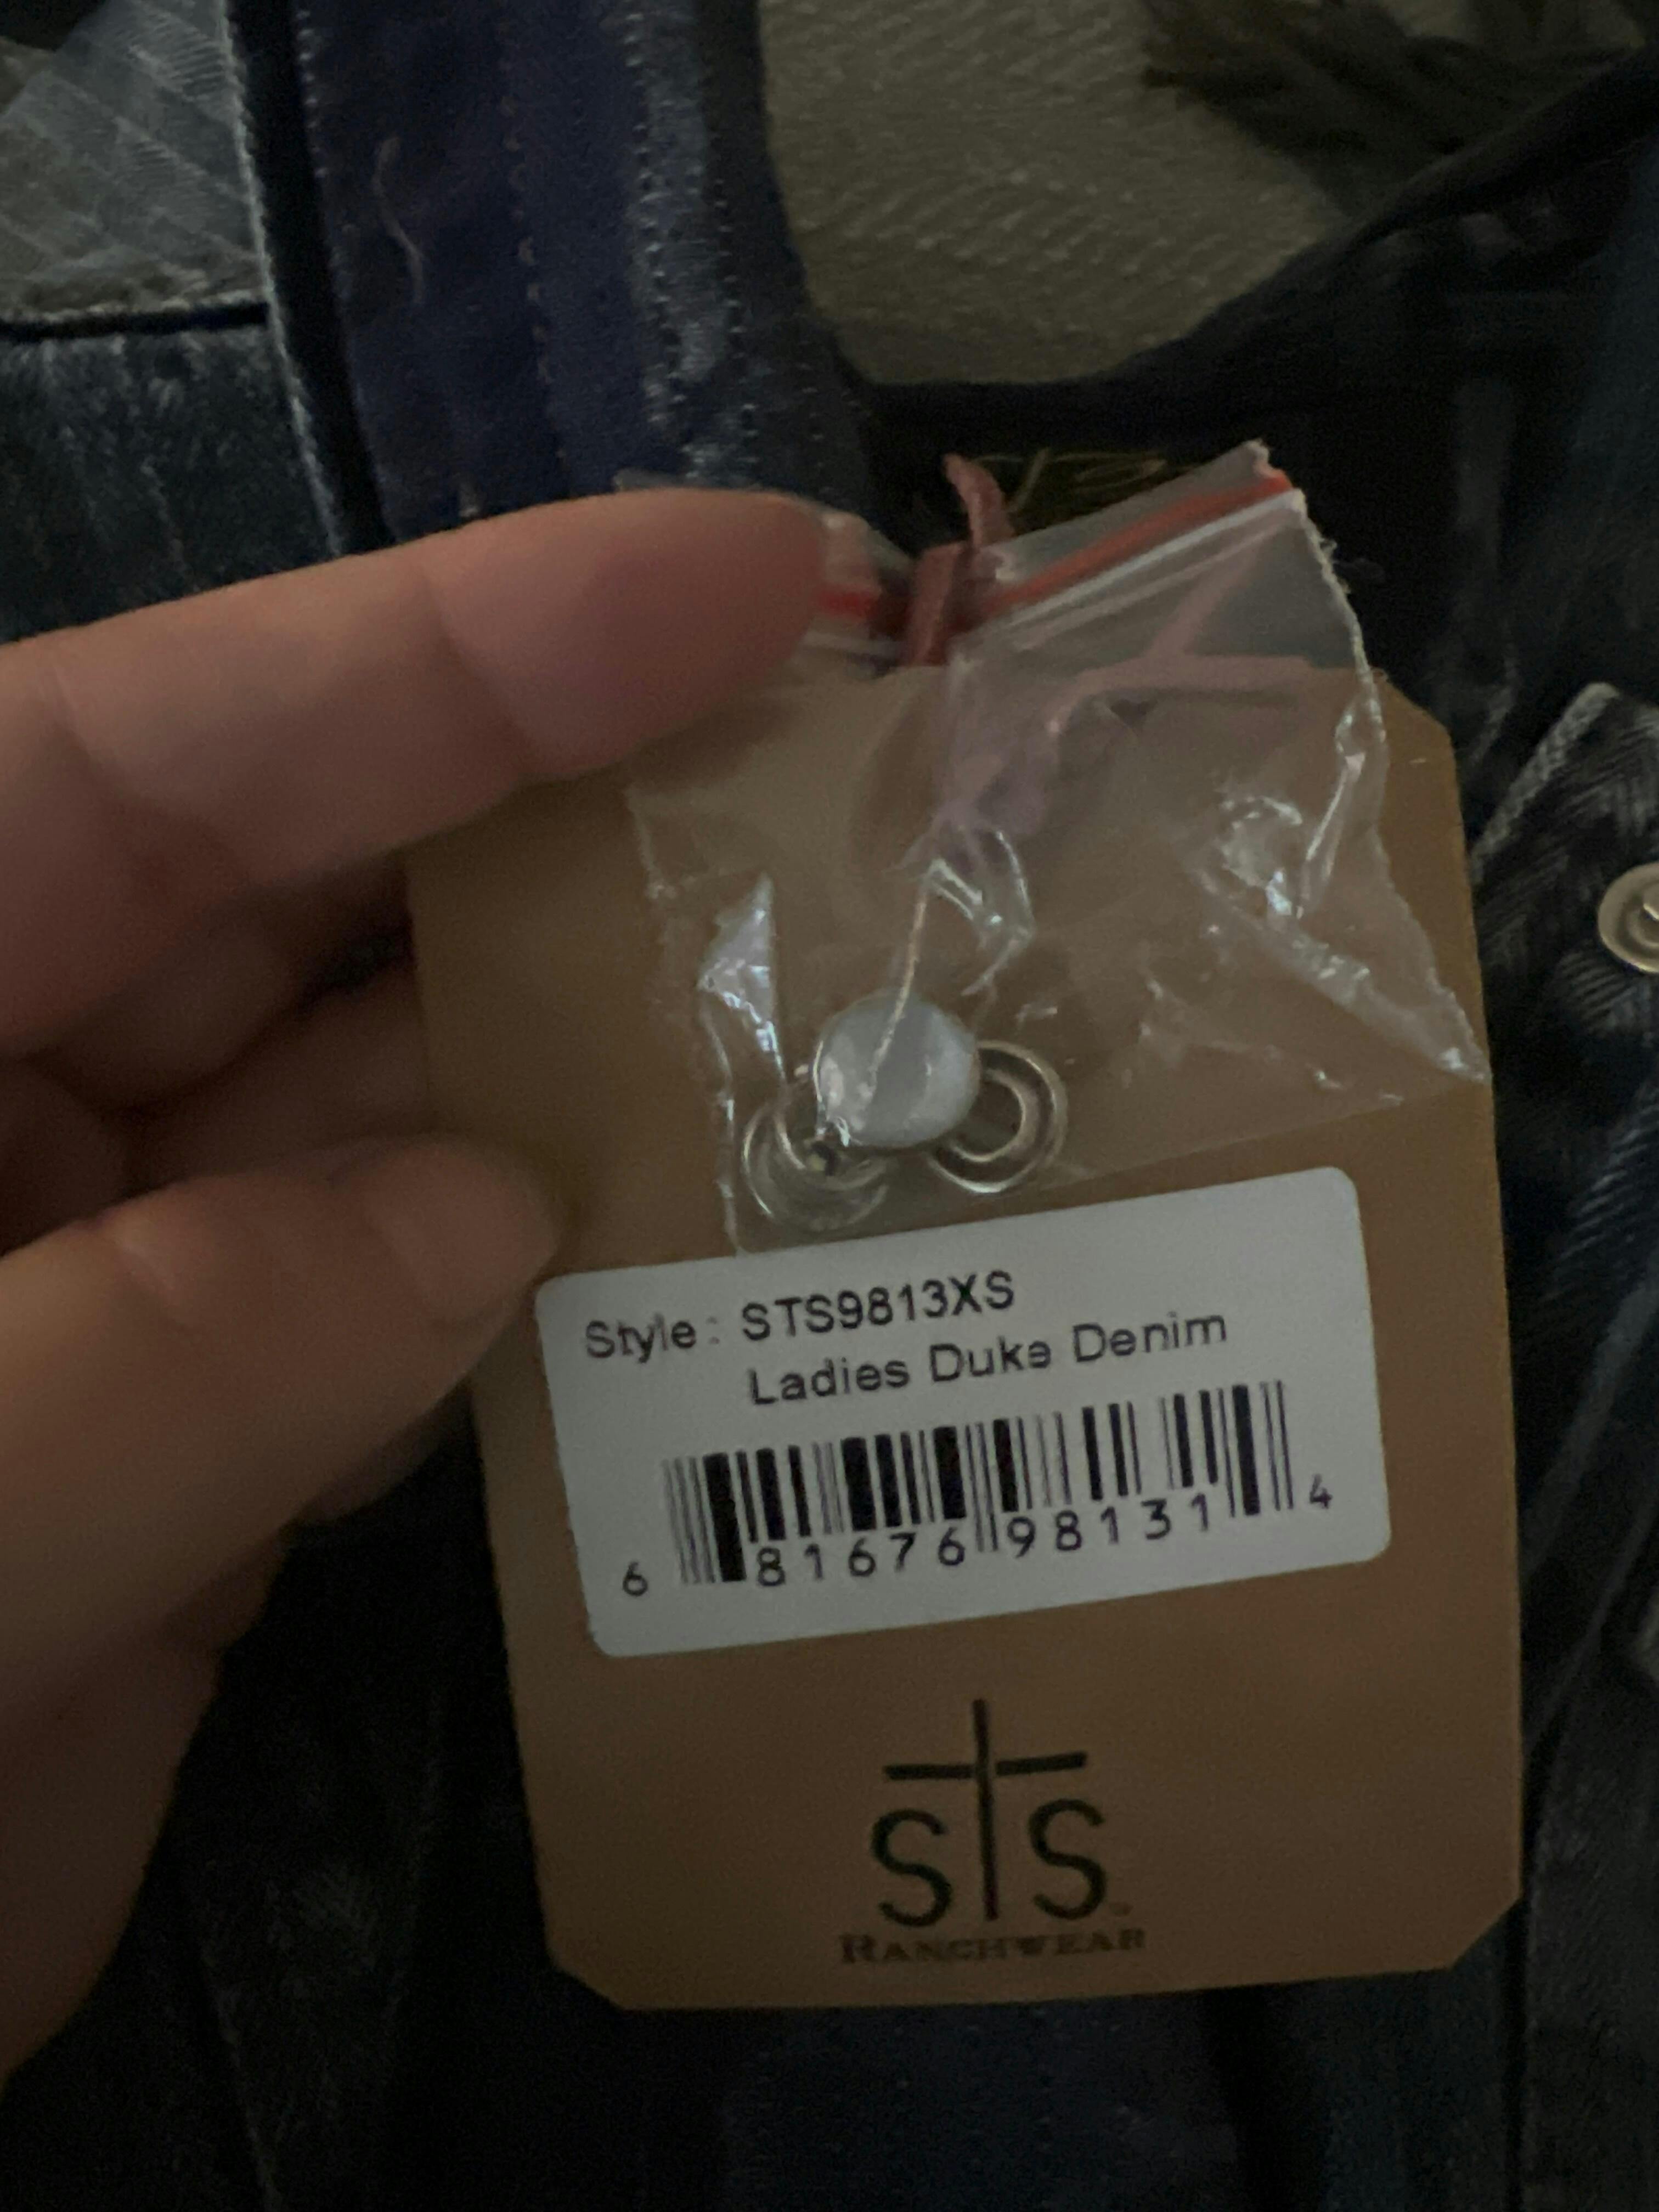 Style: STS9813XS
Ladies Duke Denim
6 81676 98131 4
STS
RANCHWEAR